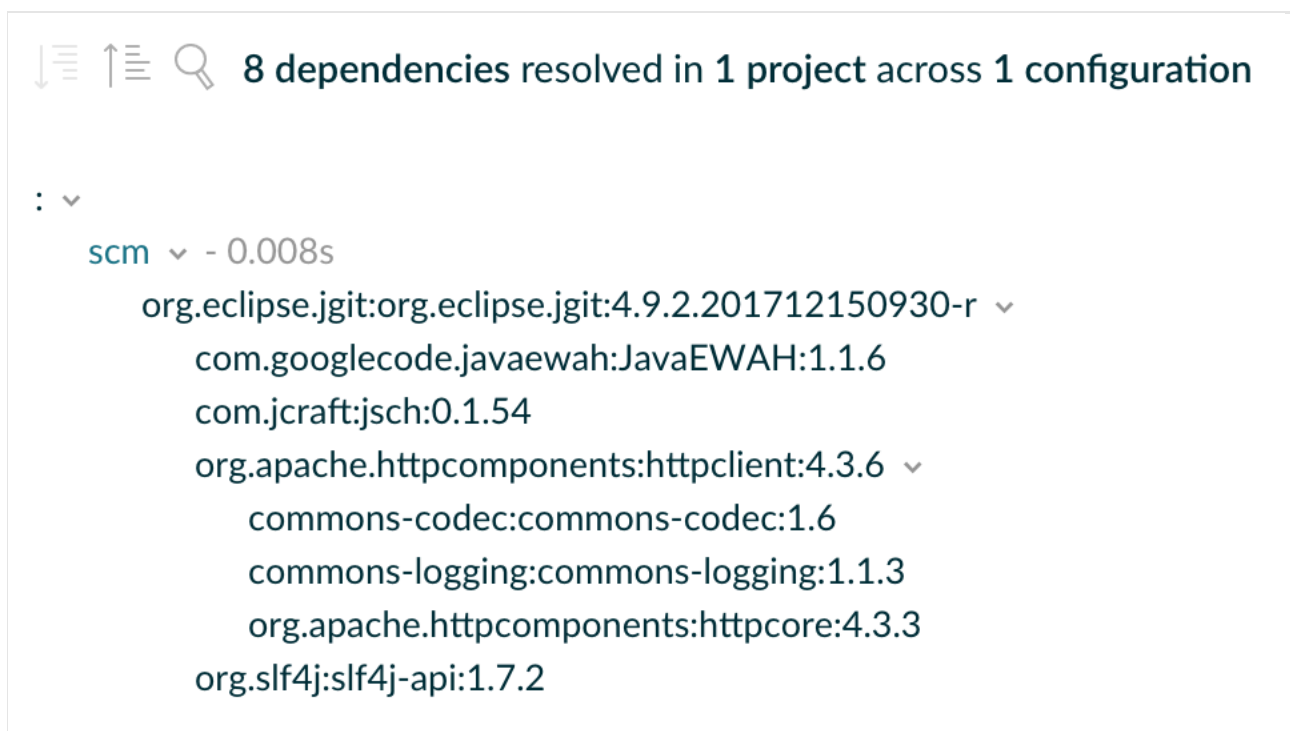 8 dependencies resolved in 1 project across 1 configuration
:
scm - 0.008s
org.eclipse.jgit:org.eclipse.jgit:4.9.2.201712150930-r
com.googlecode.javaewah:JavaEWAH:1.1.6
com.jcraft:jsch:0.1.54
org.apache.httpcomponents:httpclient:4.3.6
commons-codec:commons-codec:1.6
commons-logging:commons-logging:1.1.3
org.apache.httpcomponents:httpcore:4.3.3
org.slf4j:slf4j-api:1.7.2